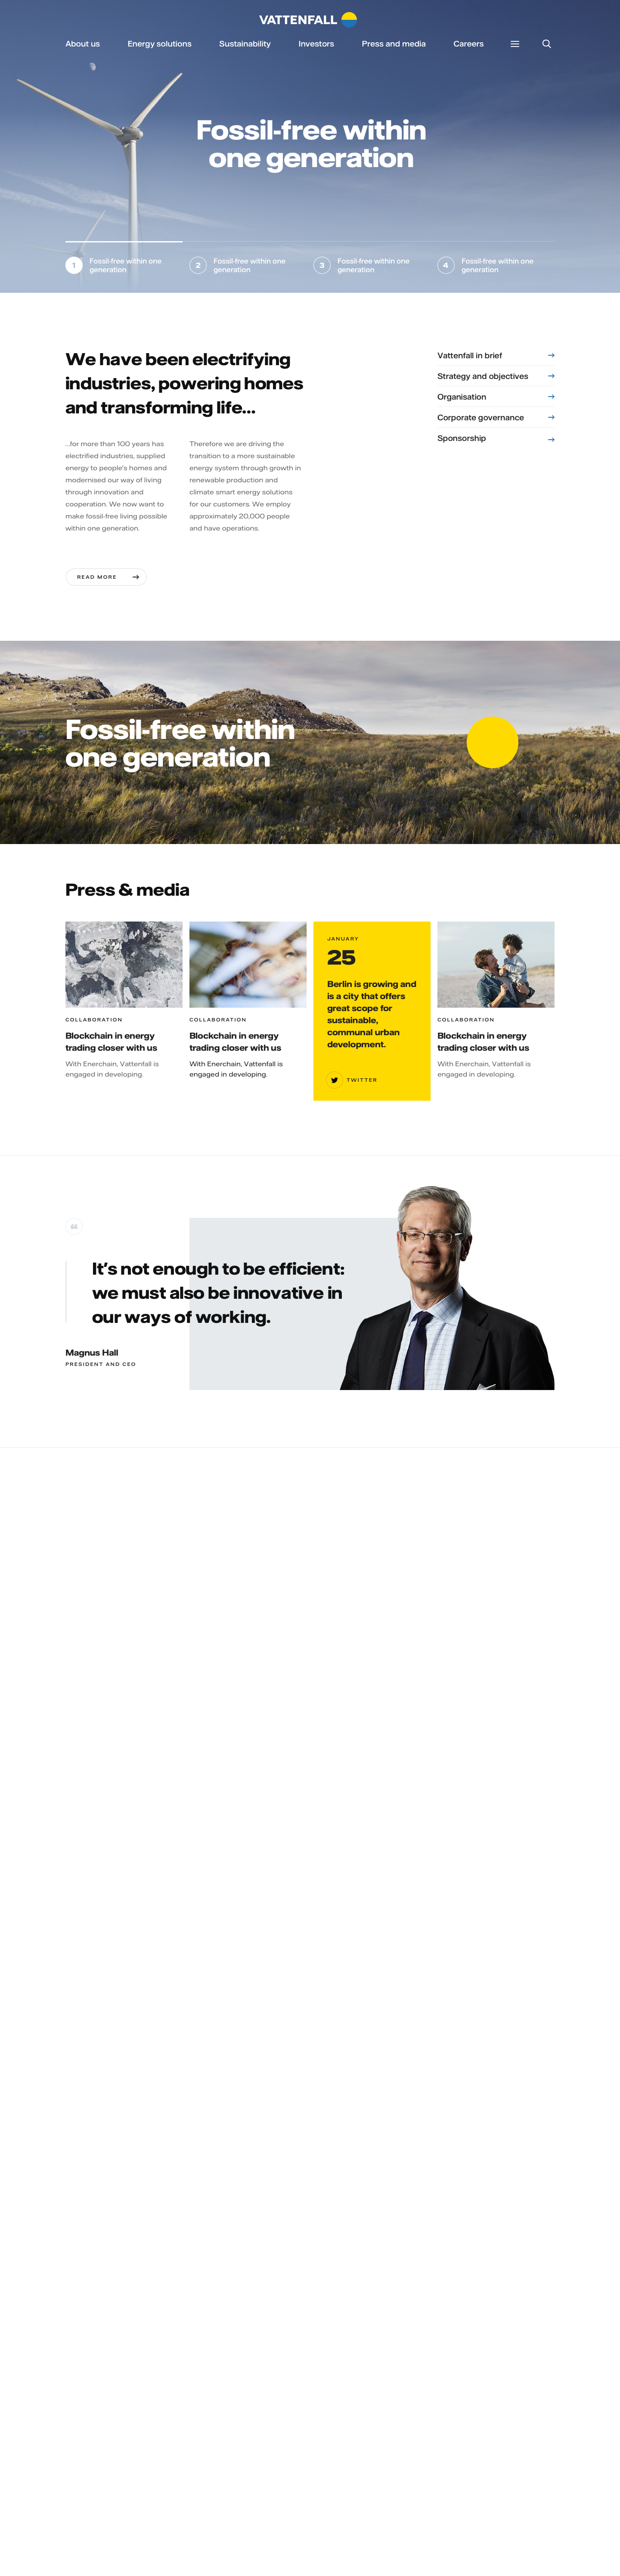 VATTENFALL
About us
Energy solutions
Sustainability
Investors
Press and media
Careers
Fossil-free within
one generation
1
Fossil-free within one
generation
2
Fossil-free within one
generation
3
Fossil-free within one
generation
4
Fossil-free within one
generation
We have been electrifying
industries, powering homes
and transforming life...
...for more than 100 years has
electrified industries, supplied
energy to people's homes and
modernised our way of living
through innovation and
cooperation. We now want to
make fossil-free living possible
within one generation.
Therefore we are driving the
transition to a more sustainable
energy system through growth in
renewable production and
climate smart energy solutions
for our customers. We employ
approximately 20,000 people
and have operations.
READ MORE
Vattenfall in brief
Strategy and objectives
Organisation
Corporate governance
Sponsorship
Fossil-free within
one generation
Press & media
COLLABORATION
Blockchain in energy
trading closer with us
With Enerchain, Vattenfall is
engaged in developing.
COLLABORATION
Blockchain in energy
trading closer with us
With Enerchain, Vattenfall is
engaged in developing.
JANUARY
25
Berlin is growing and
is a city that offers
great scope for
sustainable,
communal urban
development.
TWITTER
COLLABORATION
Blockchain in energy
trading closer with us
With Enerchain, Vattenfall is
engaged in developing.
It's not enough to be efficient:
we must also be innovative in
our ways of working.
Magnus Hall
PRESIDENT AND CEO